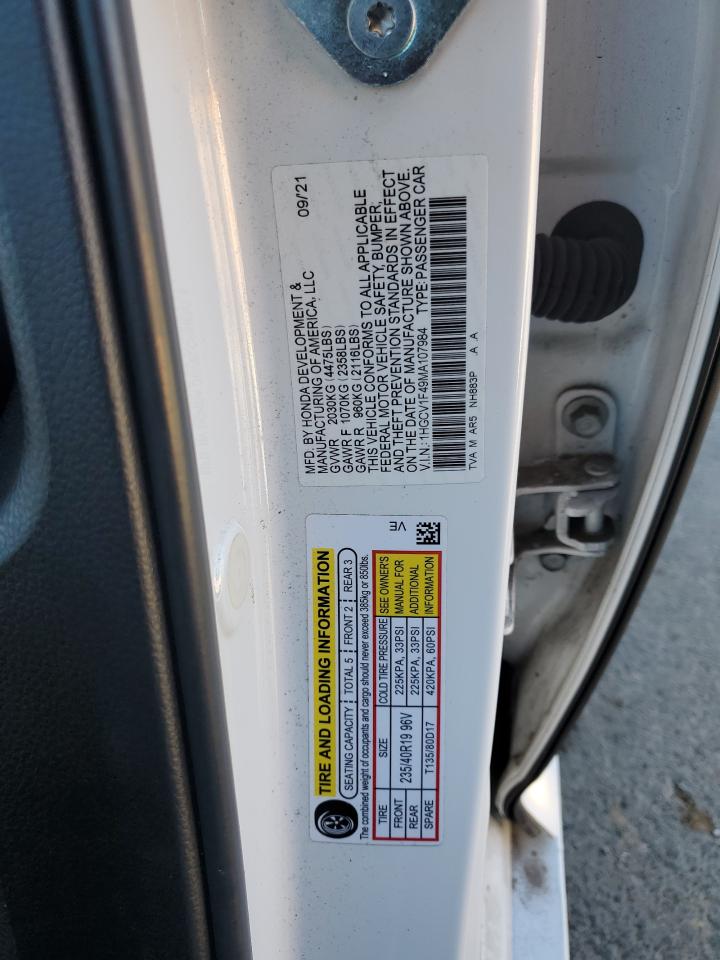 09/21
MFD. BY HONDA DEVELOPMENT &
MANUFACTURING OF AMERICA, LLC
GVWR 2030KG (4475LBS)
GAWR F 1070KG (2358LBS)
GAWR R 960KG (2116LBS)
THIS VEHICLE CONFORMS TO ALL APPLICABLE
FEDERAL MOTOR VEHICLE SAFETY, BUMPER,
AND THEFT PREVENTION STANDARDS IN EFFECT
ON THE DATE OF MANUFACTURE SHOWN ABOVE.
V.I.N.: 1HGCV1F49MA107984 TYPE: PASSENGER CAR
TVA M AR5 NH883P A A
TIRE AND LOADING INFORMATION
SEATING CAPACITY TOTAL 5 FRONT 2 REAR 3
The combined weight of occupants and cargo should never exceed 385kg or 850lbs.
TIRE SIZE COLD TIRE PRESSURE SEE OWNER'S MANUAL FOR ADDITIONAL INFORMATION
FRONT 235/40R19 96V 225KPA, 33PSI
REAR 225KPA, 33PSI
SPARE T135/80D17 420KPA, 60PSI
VE